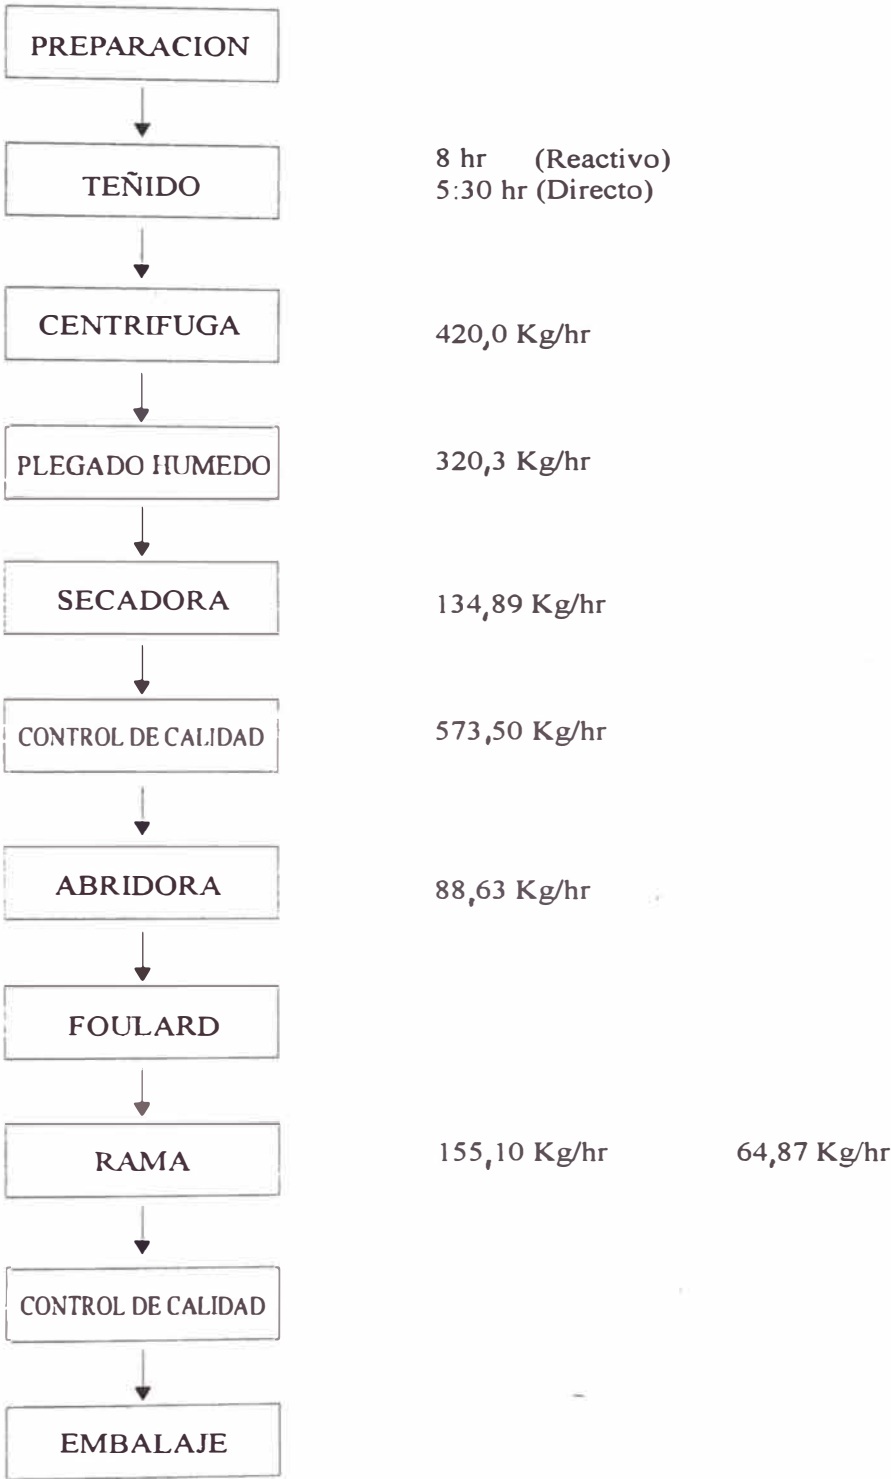 PREPARACION
TEÑIDO
8 hr (Reactivo)
5:30 hr (Directo)
CENTRIFUGA
420,0 Kg/hr
PLEGADO HUMEDO
320,3 Kg/hr
SECADORA
134,89 Kg/hr
CONTROL DE CALIDAD
573,50 Kg/hr
ABRIDORA
88,63 Kg/hr
FOULARD
RAMA
155,10 Kg/hr 64,87 Kg/hr
CONTROL DE CALIDAD
EMBALAJE